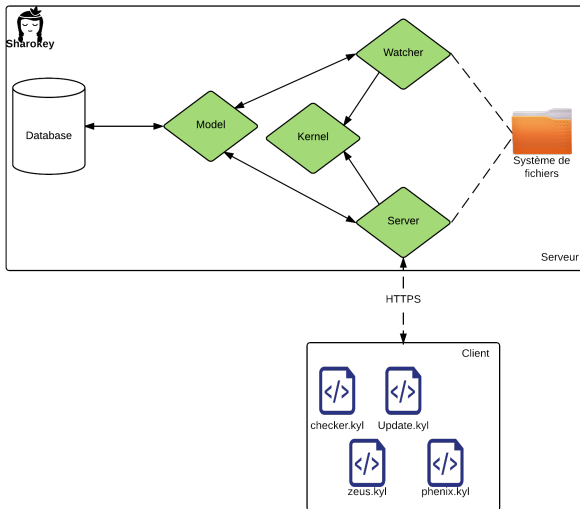 Sharokey
Watcher
Model
Kernel
Database
Système de
fichiers
Server
Serveur
HTTPS
Client
checker.kyl
Update.kyl
zeus.kyl
phenix.kyl